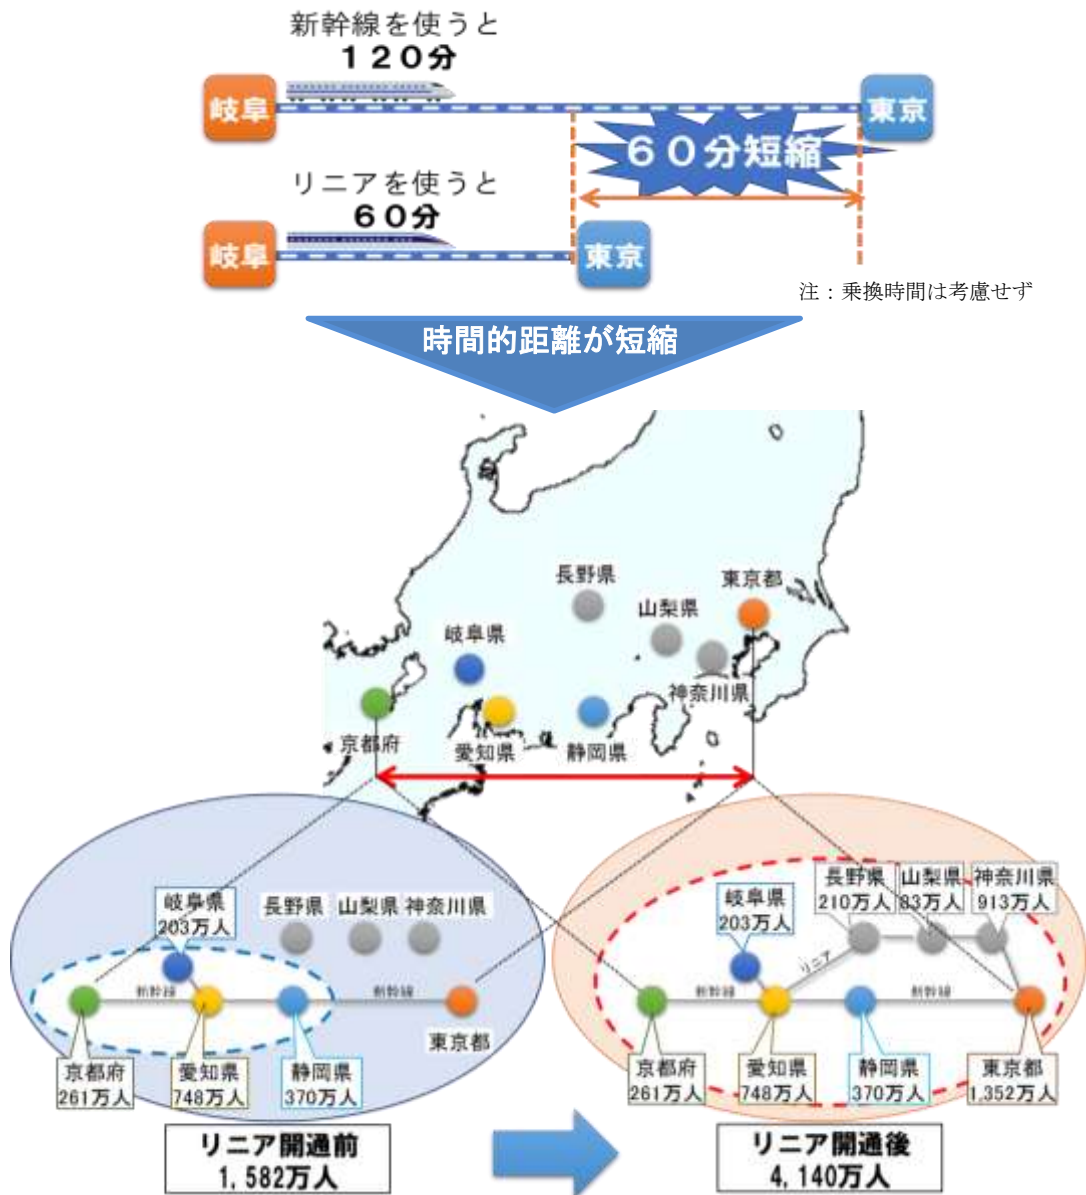 新幹線を使うと
120分
岐阜
東京
60分短縮
リニアを使うと
60分
岐阜
東京
注：乗換時間は考慮せず
時間的距離が短縮
長野県
東京都
山梨県
岐阜県
神奈川県
京都府
愛知県
静岡県
岐阜県
203万人
長野県
山梨県
神奈川県
新幹線
新幹線
東京都
京都府
261万人
愛知県
748万人
静岡県
370万人
リニア開通前
1,582万人
岐阜県
203万人
長野県
210万人
山梨県
83万人
神奈川県
913万人
リニア
新幹線
新幹線
京都府
261万人
愛知県
748万人
静岡県
370万人
東京都
1,352万人
リニア開通後
4,140万人